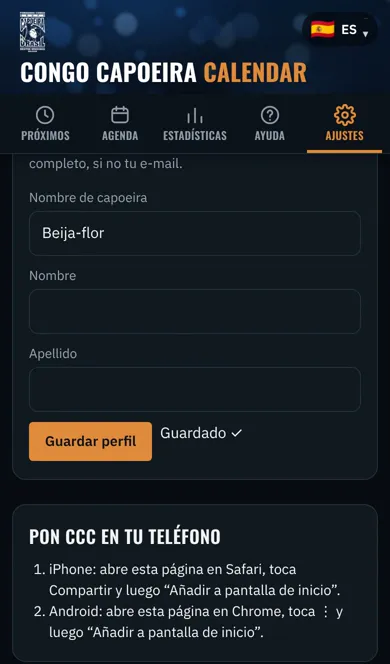 CAPOEIRA
BRASIL
ES ▼
CONGO CAPOEIRA CALENDAR
PRÓXIMOS
AGENDA
ESTADÍSTICAS
AYUDA
AJUSTES
completo, si no tu e-mail.
Nombre de capoeira
Beija-flor
Nombre
Apellido
Guardar perfil
Guardado ✓
PON CCC EN TU TELÉFONO
1. iPhone: abre esta página en Safari, toca
Compartir y luego “Añadir a pantalla de inicio”.
2. Android: abre esta página en Chrome, toca ⋮ y
luego “Añadir a pantalla de inicio”.